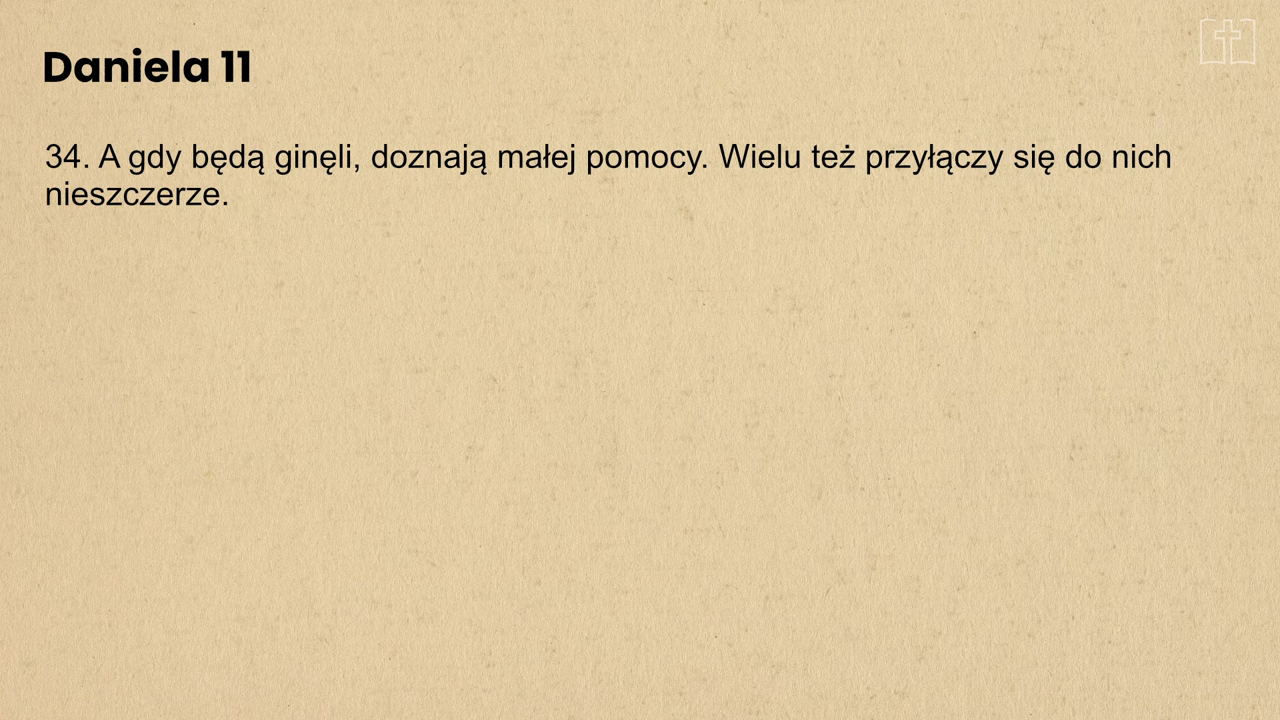 Daniela 11
34. A gdy będą ginęli, doznają małej pomocy. Wielu też przyłączy się do nich
nieszczerze.